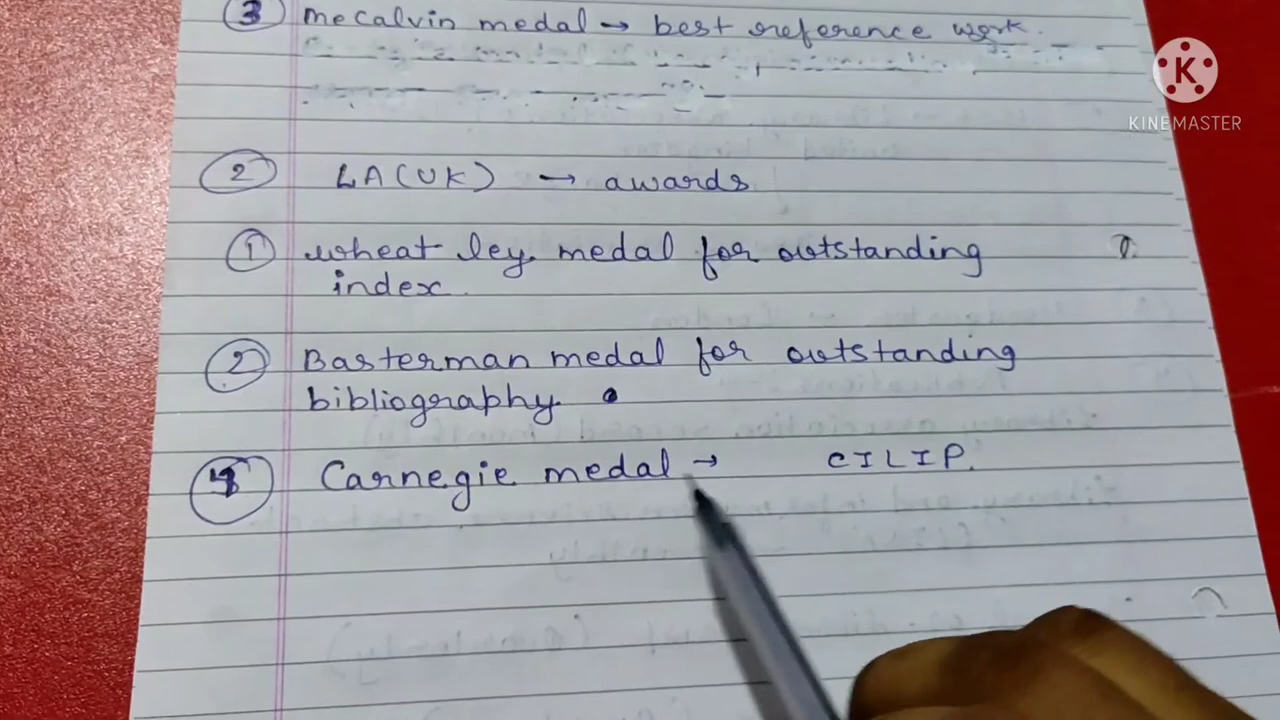 3 Mecalvin medal → best reference work.
K
KINEMASTER
2 LA(UK) → awards
1 wheat ley. medal for outstanding
index.
2 Basterman medal for outstanding
bibliography.
4 Carnegie medal → CILIP.